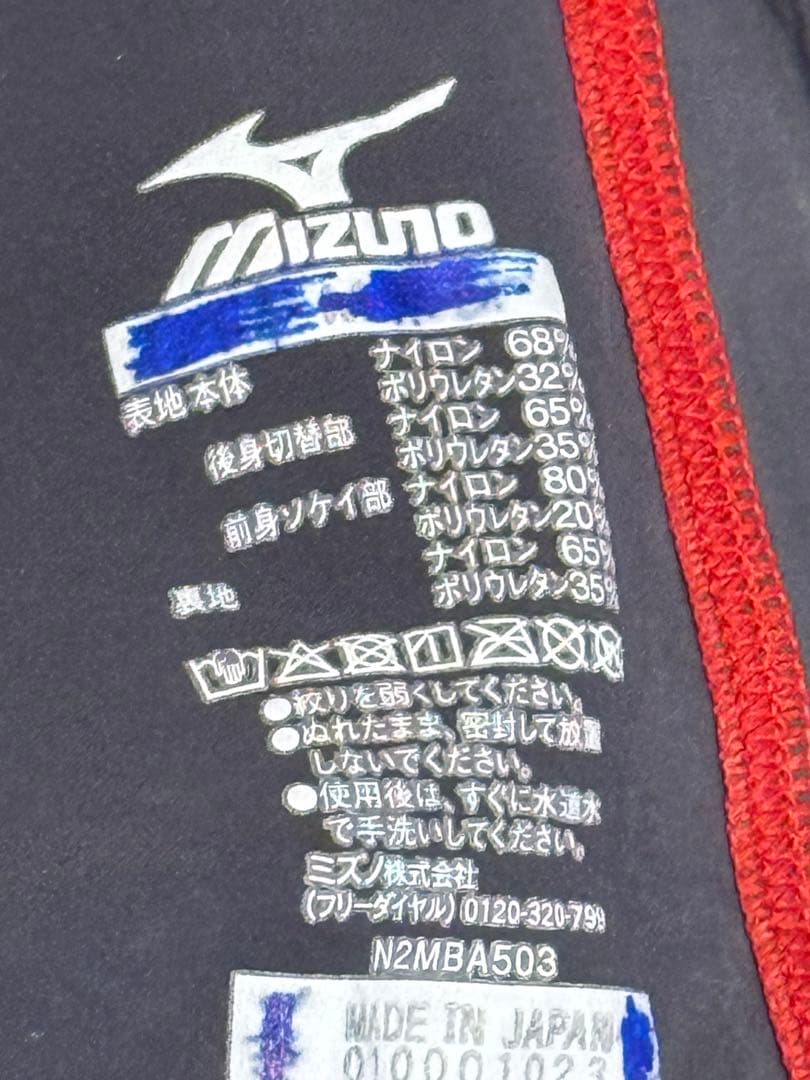 MIZUNO
表地 本体 ナイロン 68%
ポリウレタン32%
後身切替部 ナイロン 65%
ポリウレタン35%
前身ソケイ部 ナイロン 80%
ポリウレタン20%
裏地 ナイロン 65%
ポリウレタン35%
●絞りを弱くしてください。
●ぬれたまま、密封して放置
しないでください。
●使用後は、すぐに水道水
で手洗いしてください。
ミズノ株式会社
(フリーダイヤル) 0120-320-799
N2MBA503
MADE IN JAPAN
010001023